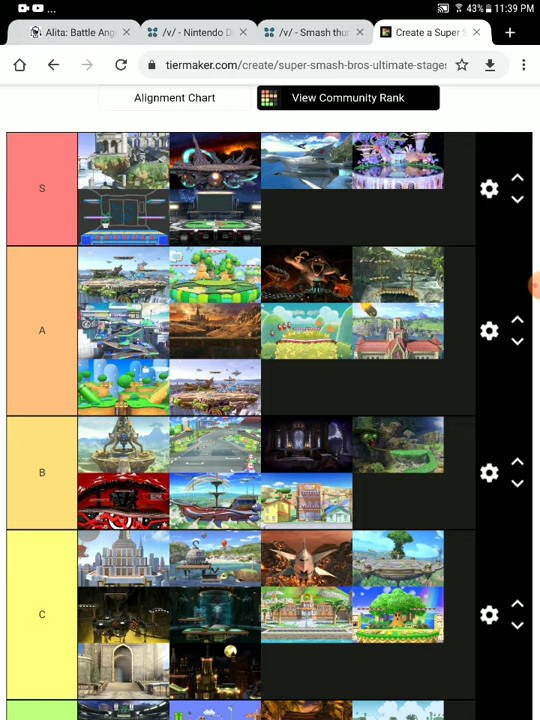 43% 11:39 PM
Alita: Battle Ang
/v/ - Nintendo D
/v/ - Smash thu
Create a Super S
tiermaker.com/create/super-smash-bros-ultimate-stages
Alignment Chart
View Community Rank
S
A
B
C